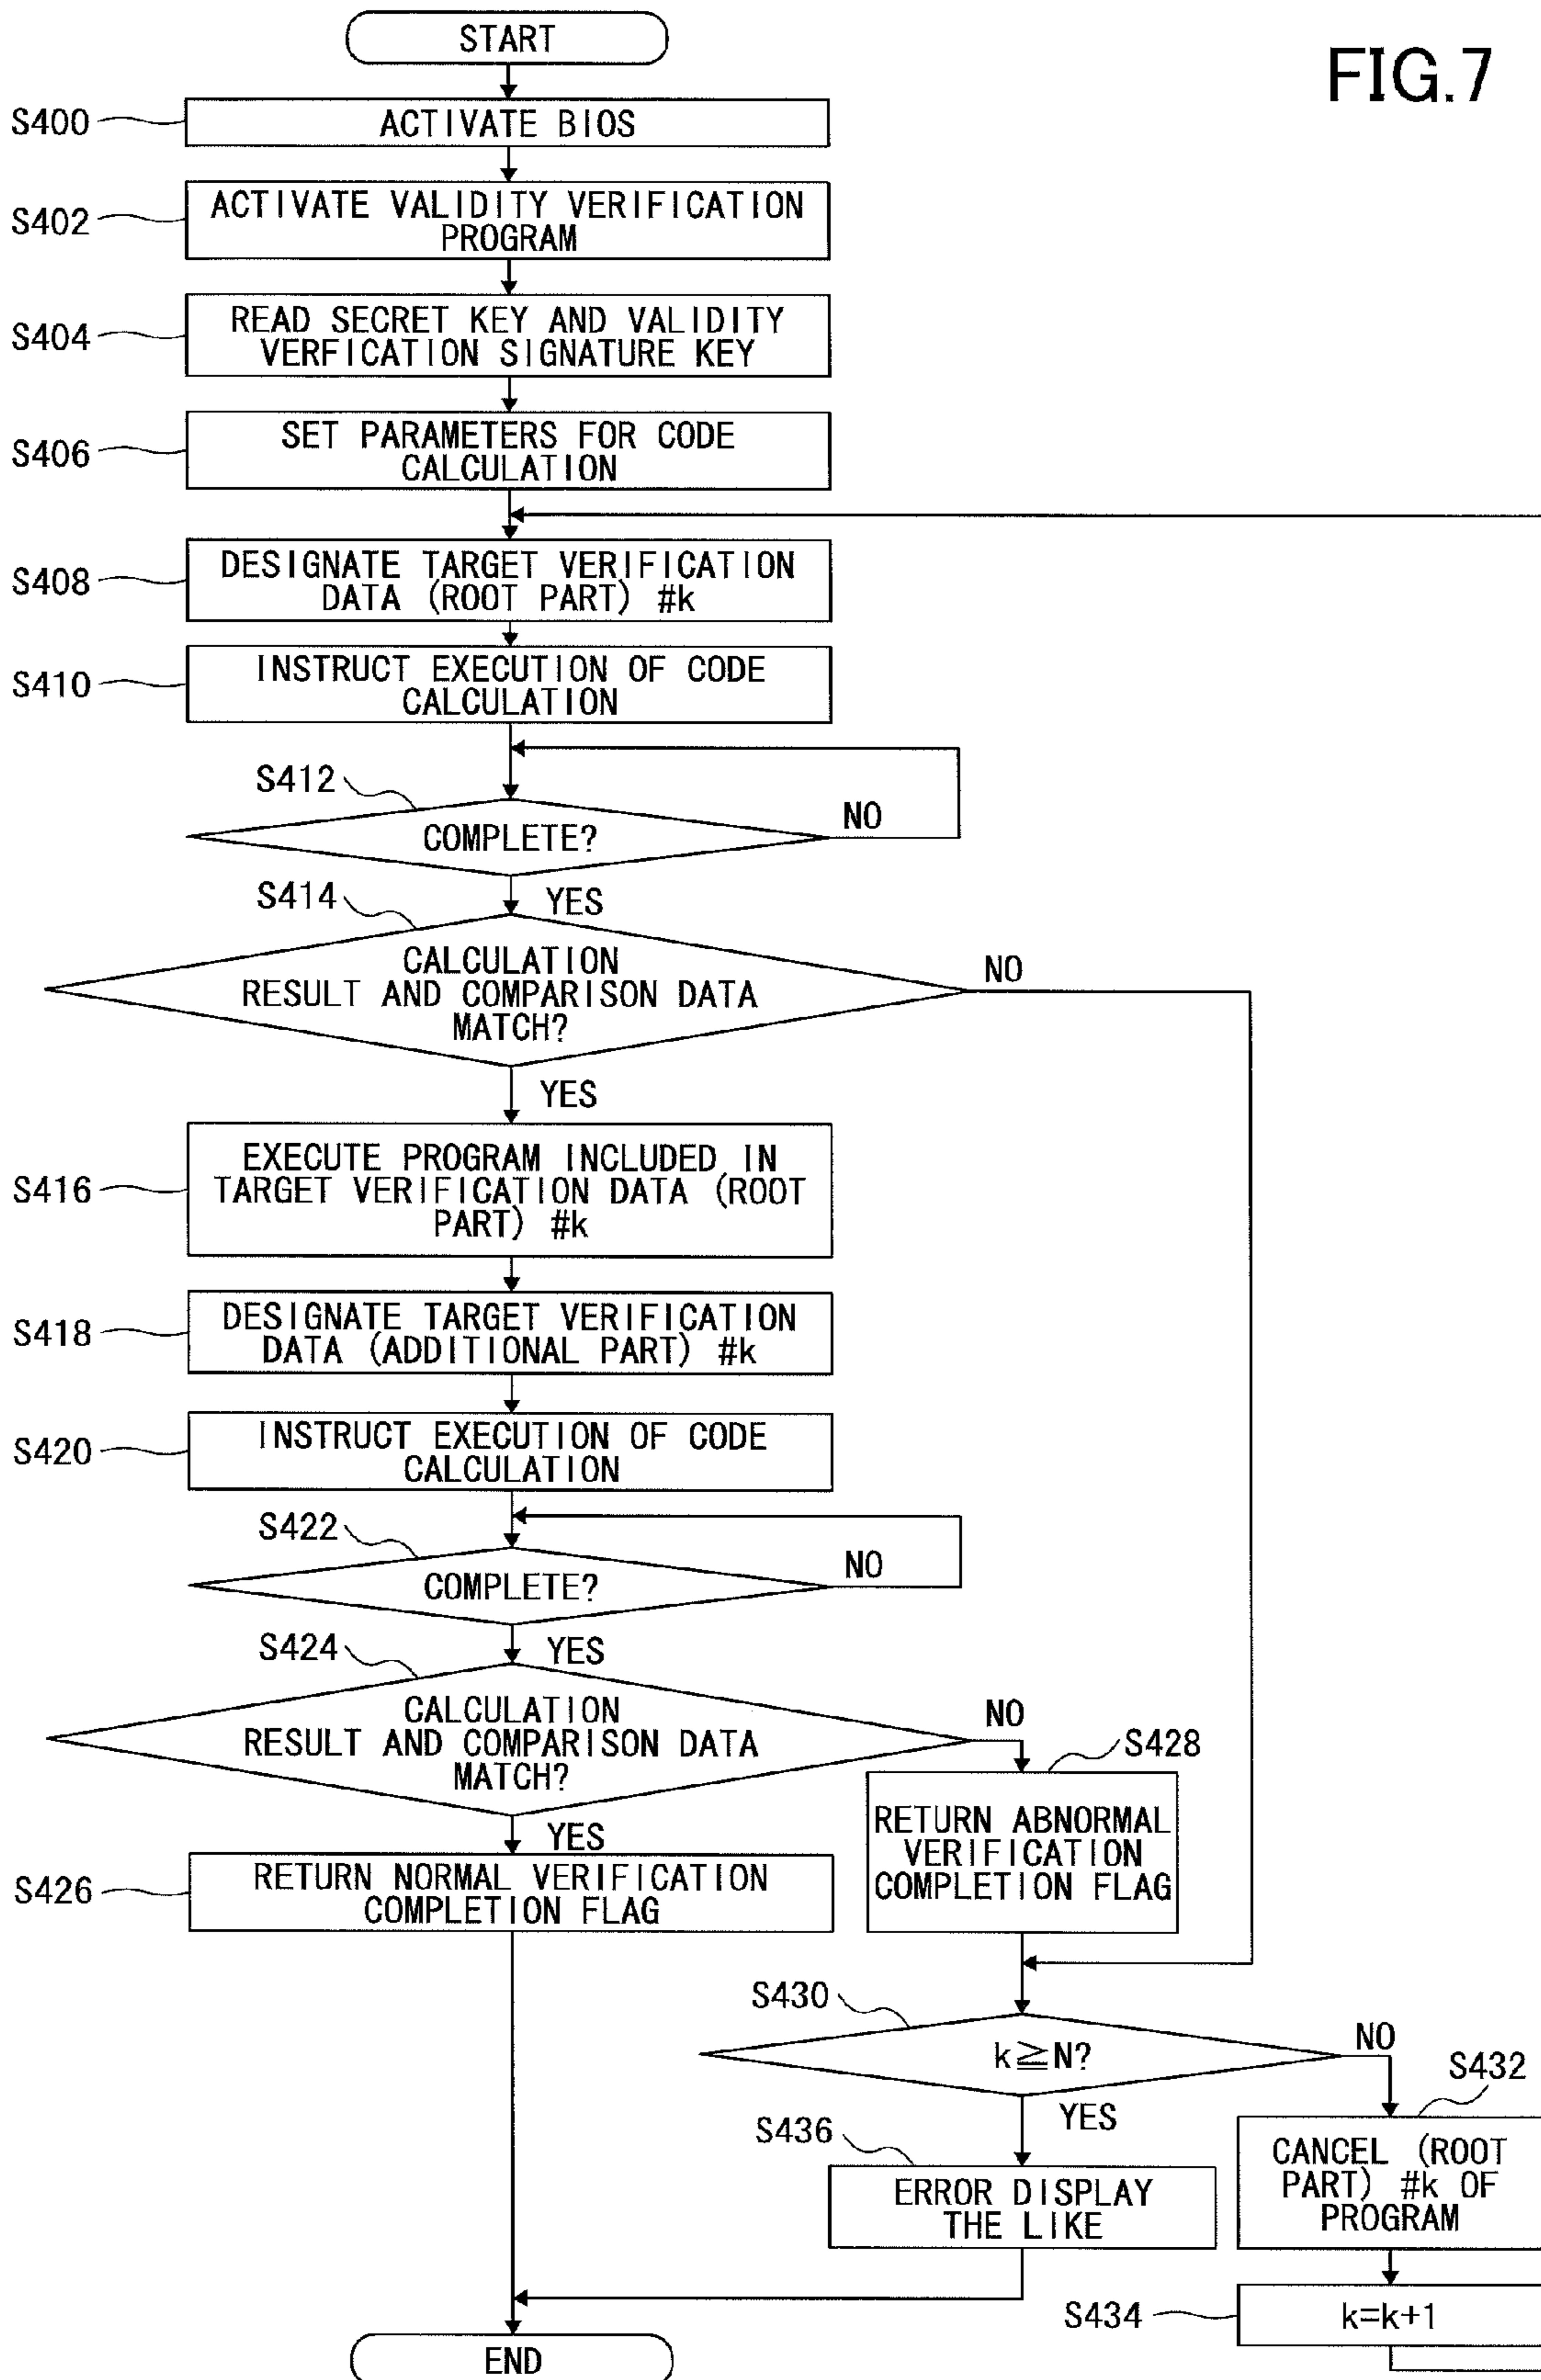 FIG.7
START
S400
ACTIVATE BIOS
S402
ACTIVATE VALIDITY VERIFICATION
PROGRAM
S404
READ SECRET KEY AND VALIDITY
VERFICATION SIGNATURE KEY
S406
SET PARAMETERS FOR CODE
CALCULATION
S408
DESIGNATE TARGET VERIFICATION
DATA (ROOT PART) #k
S410
INSTRUCT EXECUTION OF CODE
CALCULATION
S412
COMPLETE?
NO
YES
S414
CALCULATION
RESULT AND COMPARISON DATA
MATCH?
NO
YES
S416
EXECUTE PROGRAM INCLUDED IN
TARGET VERIFICATION DATA (ROOT
PART) #k
S418
DESIGNATE TARGET VERIFICATION
DATA (ADDITIONAL PART) #k
S420
INSTRUCT EXECUTION OF CODE
CALCULATION
S422
COMPLETE?
NO
YES
S424
CALCULATION
RESULT AND COMPARISON DATA
MATCH?
NO
YES
S428
RETURN ABNORMAL
VERIFICATION
COMPLETION FLAG
S426
RETURN NORMAL VERIFICATION
COMPLETION FLAG
S430
k≧N?
NO
YES
S432
CANCEL (ROOT
PART) #k OF
PROGRAM
S436
ERROR DISPLAY
THE LIKE
S434
k=k+1
END